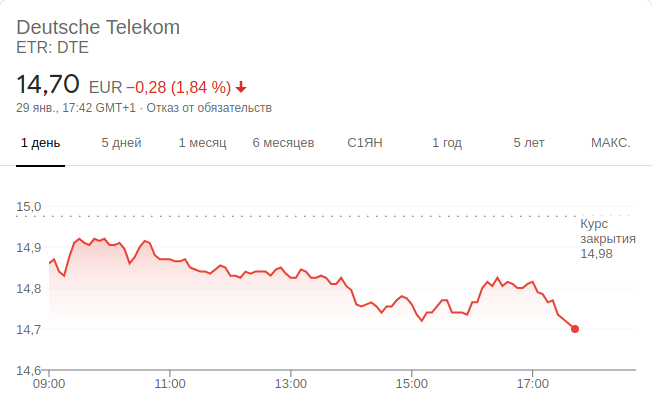 Deutsche Telekom
ETR: DTE
14,70 EUR −0,28 (1,84 %)
29 янв., 17:42 GMT+1 · Отказ от обязательств
1 день 5 дней 1 месяц 6 месяцев С1ЯН 1 год 5 лет МАКС.
15,0
Курс
закрытия
14,98
14,9
14,8
14,7
14,6
09:00 11:00 13:00 15:00 17:00